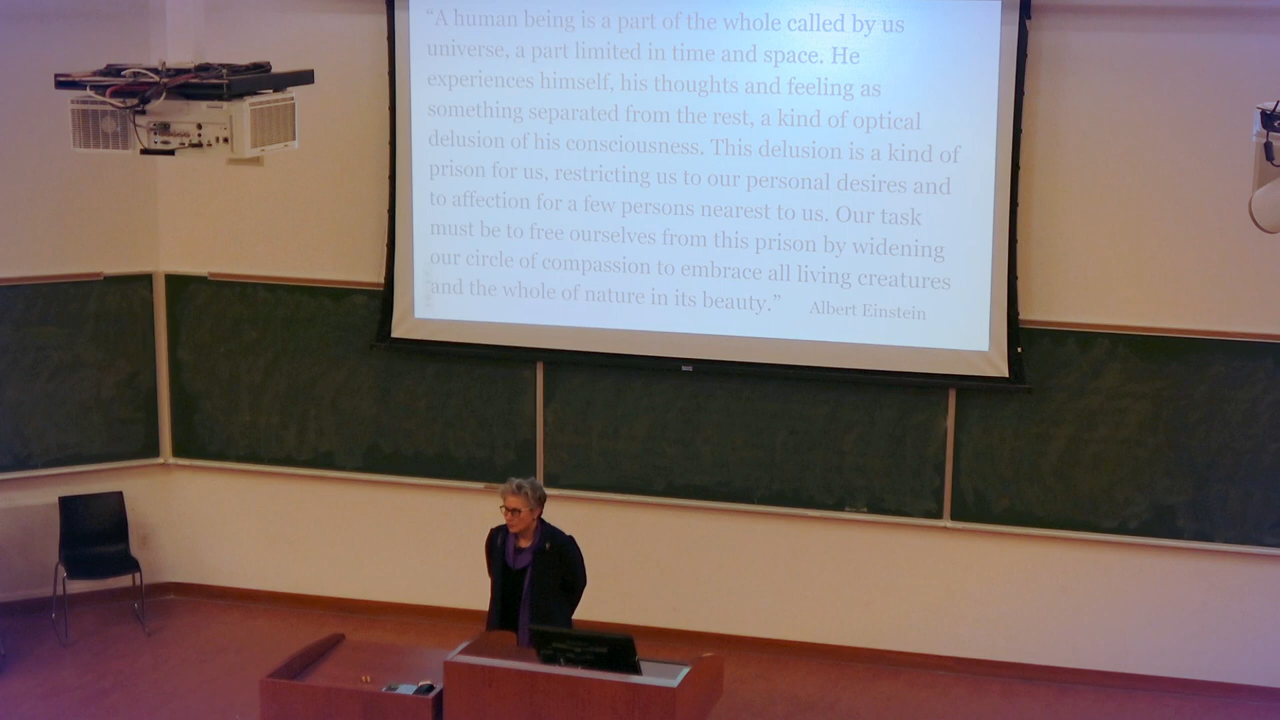 “A human being is a part of the whole called by us
universe, a part limited in time and space. He
experiences himself, his thoughts and feeling as
something separated from the rest, a kind of optical
delusion of his consciousness. This delusion is a kind of
prison for us, restricting us to our personal desires and
to affection for a few persons nearest to us. Our task
must be to free ourselves from this prison by widening
our circle of compassion to embrace all living creatures
and the whole of nature in its beauty.” Albert Einstein